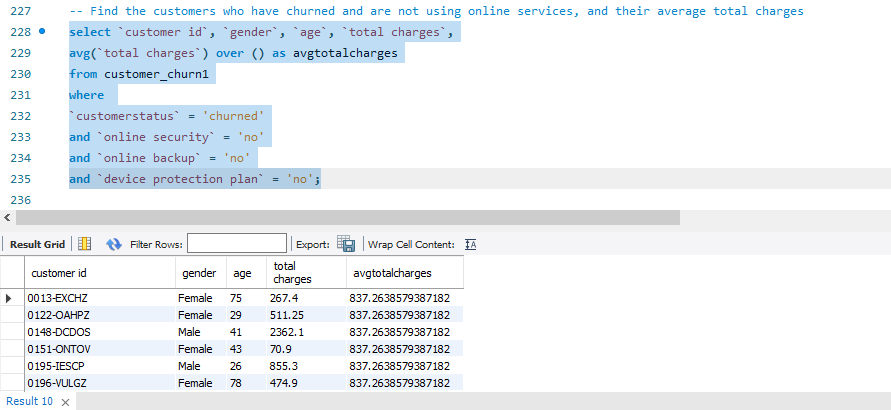 227 -- Find the customers who have churned and are not using online services, and their average total charges
228 select `customer id`, `gender`, `age`, `total charges`,
229 avg(`total charges`) over () as avgtotalcharges
230 from customer_churn1
231 where
232 `customerstatus` = 'churned'
233 and `online security` = 'no'
234 and `online backup` = 'no'
235 and `device protection plan` = 'no';
236
Result Grid Filter Rows: Export: Wrap Cell Content: IA
customer id gender age total charges avgtotalcharges
0013-EXCHZ Female 75 267.4 837.2638579387182
0122-OAHPZ Female 29 511.25 837.2638579387182
0148-DCDOS Male 41 2362.1 837.2638579387182
0151-ONTOV Female 43 70.9 837.2638579387182
0195-IESCP Male 26 855.3 837.2638579387182
0196-VULGZ Female 78 474.9 837.2638579387182
Result 10 ×